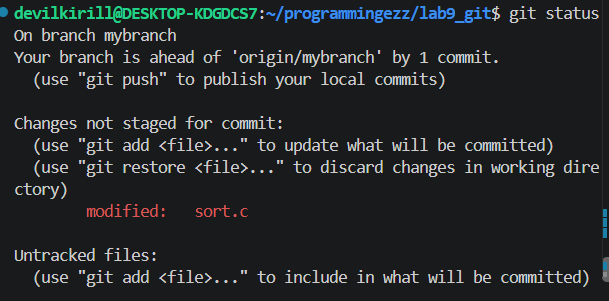 devilkirill@DESKTOP-KDGDCS7:~/programmingezz/lab9_git$ git status
On branch mybranch
Your branch is ahead of 'origin/mybranch' by 1 commit.
  (use "git push" to publish your local commits)

Changes not staged for commit:
  (use "git add <file>..." to update what will be committed)
  (use "git restore <file>..." to discard changes in working dire
ctory)
        modified:   sort.c

Untracked files:
  (use "git add <file>..." to include in what will be committed)